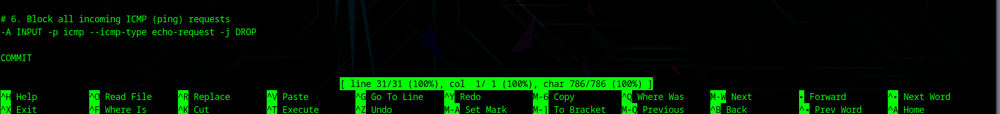 # 6. Block all incoming ICMP (ping) requests
-A INPUT -p icmp --icmp-type echo-request -j DROP
COMMIT
[ line 31/31 (100%), col  1/ 1 (100%), char 786/786 (100%) ]
^H Help ^O Read File ^R Replace ^V Paste ^G Go To Line ^Y Redo M-6 Copy ^Q Where Was M-W Next ▸ Forward ^▸ Next Word
^X Exit ^F Where Is ^K Cut ^T Execute ^Z Undo M-A Set Mark M-] To Bracket M-Q Previous ^B Back ^◂ Prev Word ^A Home